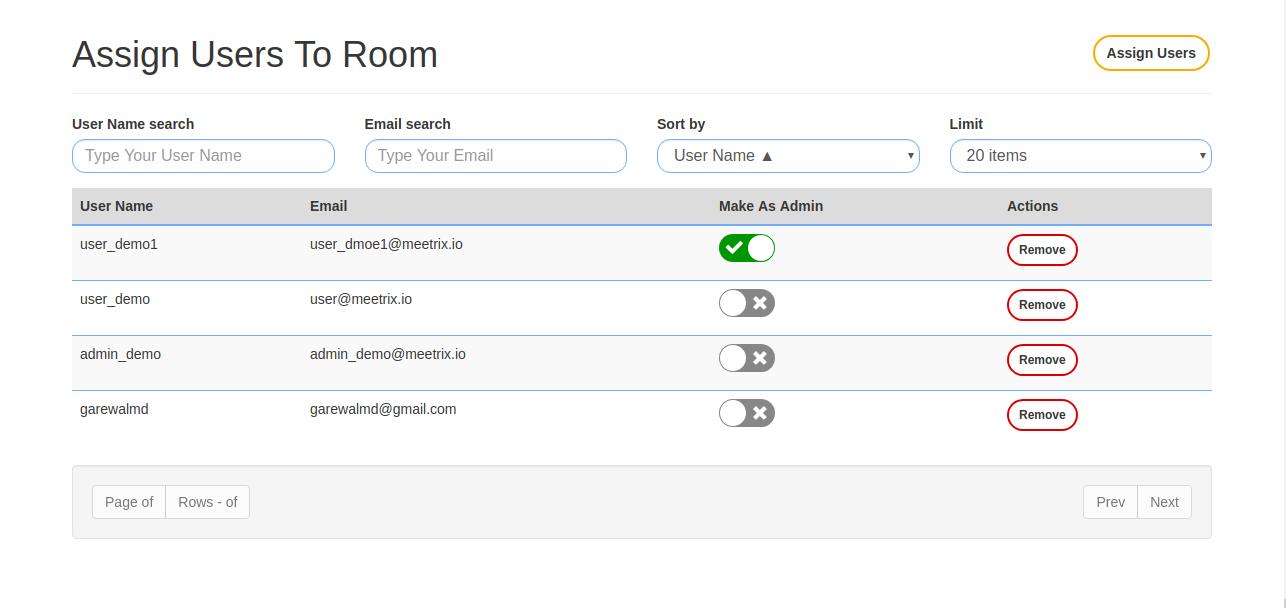 Assign Users To Room
Assign Users
User Name search Email search Sort by Limit
Type Your User Name Type Your Email User Name ▲ 20 items
User Name Email Make As Admin Actions
user_demo1 user_dmoe1@meetrix.io Remove
user_demo user@meetrix.io Remove
admin_demo admin_demo@meetrix.io Remove
garewalmd garewalmd@gmail.com Remove
Page of Rows - of Prev Next